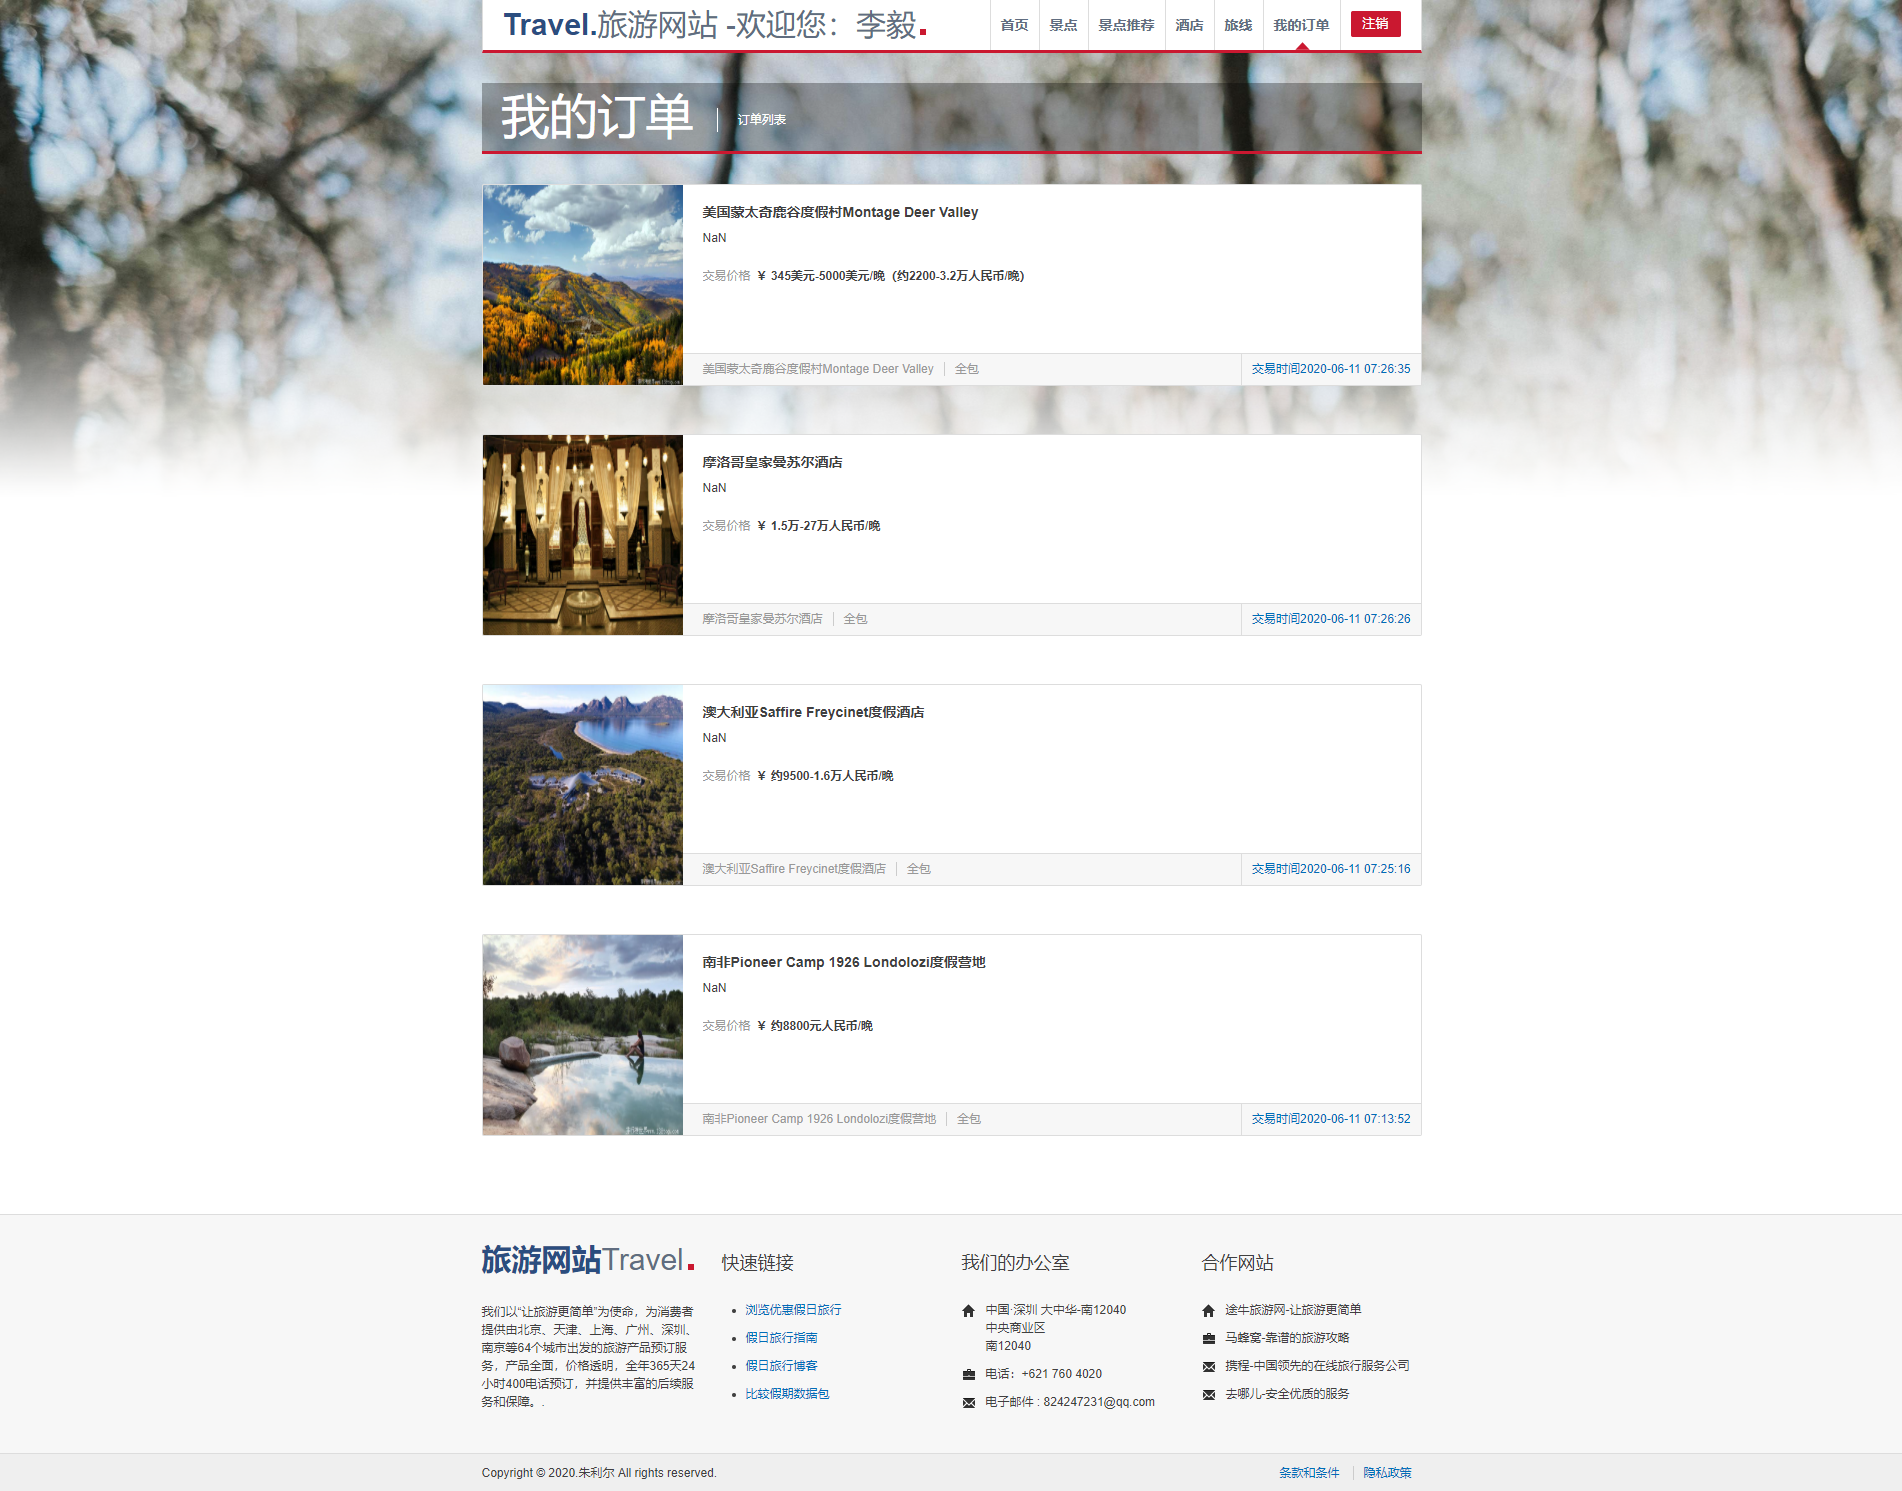 Travel.旅游网站 -欢迎您：李毅.
首页 景点 景点推荐 酒店 旅线 我的订单 注销
我的订单 订单列表
美国蒙太奇鹿谷度假村Montage Deer Valley
NaN
交易价格 ¥ 345美元-5000美元/晚（约2200-3.2万人民币/晚）
美国蒙太奇鹿谷度假村Montage Deer Valley 全包 交易时间2020-06-11 07:26:35
摩洛哥皇家曼苏尔酒店
NaN
交易价格 ¥ 1.5万-27万人民币/晚
摩洛哥皇家曼苏尔酒店 全包 交易时间2020-06-11 07:26:26
澳大利亚Saffire Freycinet度假酒店
NaN
交易价格 ¥ 约9500-1.6万人民币/晚
澳大利亚Saffire Freycinet度假酒店 全包 交易时间2020-06-11 07:25:16
南非Pioneer Camp 1926 Londolozi度假营地
NaN
交易价格 ¥ 约8800元人民币/晚
南非Pioneer Camp 1926 Londolozi度假营地 全包 交易时间2020-06-11 07:13:52
旅游网站Travel.
我们以“让旅游更简单”为使命，为消费者
提供由北京、天津、上海、广州、深圳、
南京等64个城市出发的旅游产品预订服
务，产品全面，价格透明，全年365天24
小时400电话预订，并提供丰富的后续服
务和保障。.
快速链接
浏览优惠假日旅行
假日旅行指南
假日旅行博客
比较假期数据包
我们的办公室
中国·深圳 大中华-南12040
中央商业区
南12040
电话：+621 760 4020
电子邮件 : 824247231@qq.com
合作网站
途牛旅游网-让旅游更简单
马蜂窝-靠谱的旅游攻略
携程-中国领先的在线旅行服务公司
去哪儿-安全优质的服务
Copyright © 2020.朱利尔 All rights reserved.
条款和条件 隐私政策